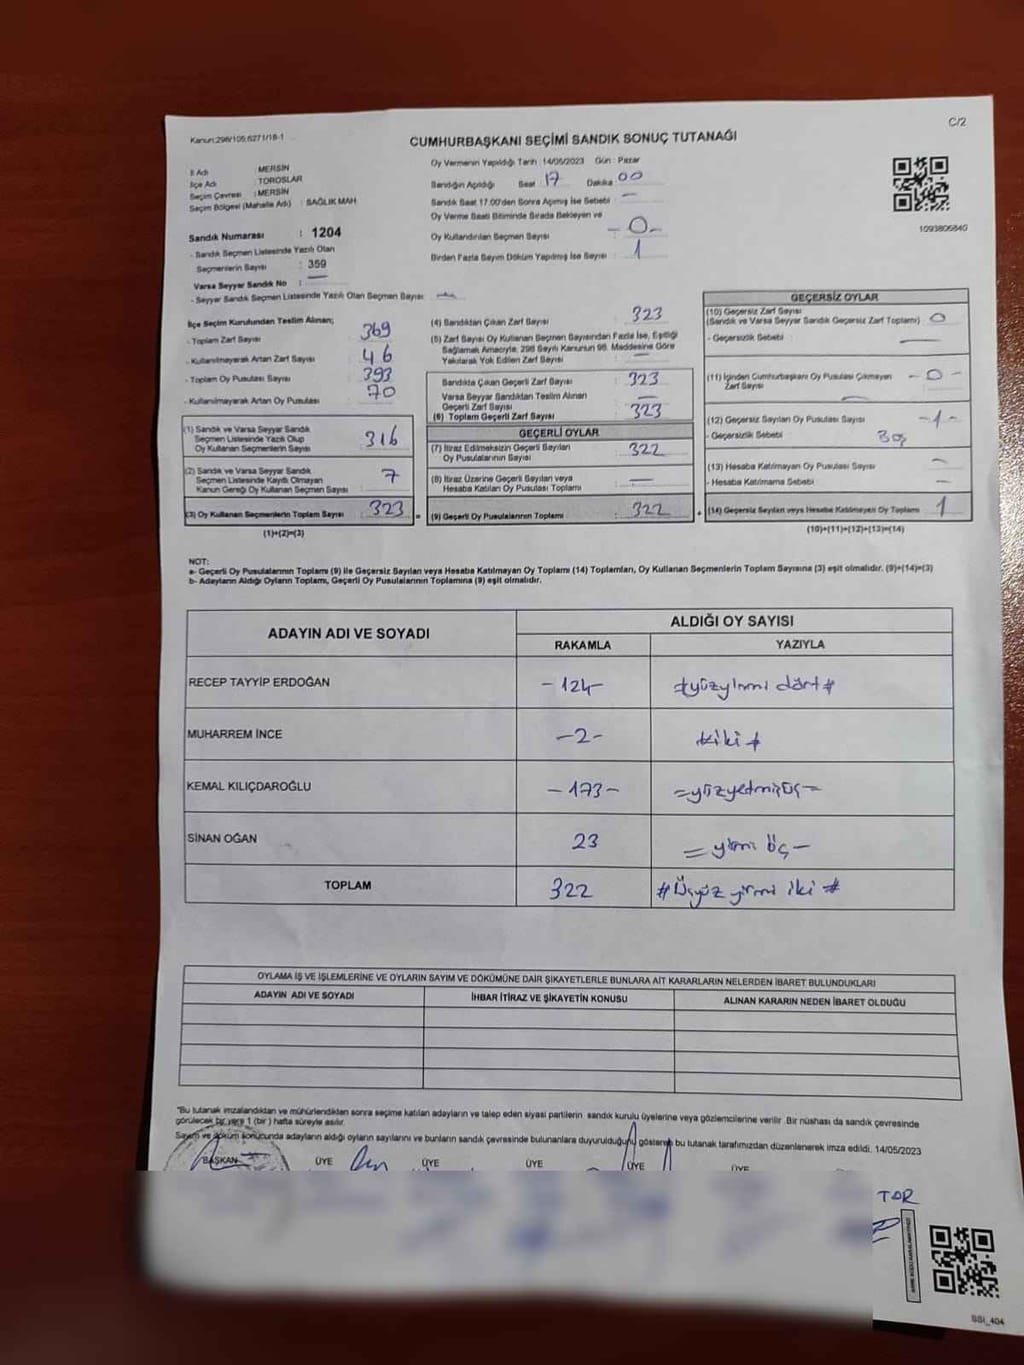 Kanun:298/105;6271/18-1
C/2
CUMHURBAŞKANI SEÇİMİ SANDIK SONUÇ TUTANAĞI
İl Adı : MERSİN
İlçe Adı : TOROSLAR
Seçim Çevresi : MERSİN
Seçim Bölgesi (Mahalle Adı) : SAĞLIK MAH
Sandık Numarası : 1204
- Sandık Seçmen Listesinde Yazılı Olan
Seçmenlerin Sayısı : 359
Varsa Seyyar Sandık No : —
- Seyyar Sandık Seçmen Listesinde Yazılı Olan Seçmen Sayısı : —
Oy Vermenin Yapıldığı Tarih : 14/05/2023 Gün : Pazar
Sandığın Açıldığı Saat : 17 Dakika : 00
Sandık Saat 17.00'den Sonra Açılmış İse Sebebi : —
Oy Verme Saati Bitiminde Sırada Bekleyen ve
Oy Kullandırılan Seçmen Sayısı : -0-
Birden Fazla Sayım Döküm Yapılmış İse Sayısı : 1
1093806840
İlçe Seçim Kurulundan Teslim Alınan;
- Toplam Zarf Sayısı : 369
- Kullanılmayarak Artan Zarf Sayısı : 46
- Toplam Oy Pusulası Sayısı : 393
- Kullanılmayarak Artan Oy Pusulası : 70
(1) Sandık ve Varsa Seyyar Sandık
Seçmen Listesinde Yazılı Olup
Oy Kullanan Seçmenlerin Sayısı : 316
(2) Sandık ve Varsa Seyyar Sandık
Seçmen Listesinde Kayıtlı Olmayan
Kanun Gereği Oy Kullanan Seçmen Sayısı : 7
(3) Oy Kullanan Seçmenlerin Toplam Sayısı : 323 =
(1)+(2)=(3)
(4) Sandıktan Çıkan Zarf Sayısı : 323
(5) Zarf Sayısı Oy Kullanan Seçmen Sayısından Fazla İse, Eşitliği
Sağlamak Amacıyla, 298 Sayılı Kanunun 98. Maddesine Göre
Yakılarak Yok Edilen Zarf Sayısı : —
Sandıkta Çıkan Geçerli Zarf Sayısı : 323
Varsa Seyyar Sandıktan Teslim Alınan
Geçerli Zarf Sayısı : —
(6) Toplam Geçerli Zarf Sayısı : 323
GEÇERLİ OYLAR
(7) İtiraz Edilmeksizin Geçerli Sayılan
Oy Pusulalarının Sayısı : 322
(8) İtiraz Üzerine Geçerli Sayılan veya
Hesaba Katılan Oy Pusulası Toplamı : —
(9) Geçerli Oy Pusulalarının Toplamı : 322 +
GEÇERSİZ OYLAR
(10) Geçersiz Zarf Sayısı
(Sandık ve Varsa Seyyar Sandık Geçersiz Zarf Toplamı) : 0
- Geçersizlik Sebebi : —
(11) İçinden Cumhurbaşkanı Oy Pusulası Çıkmayan
Zarf Sayısı : -0-
(12) Geçersiz Sayılan Oy Pusulası Sayısı : -1-
- Geçersizlik Sebebi : Boş
(13) Hesaba Katılmayan Oy Pusulası Sayısı : —
- Hesaba Katılmama Sebebi : —
(14) Geçersiz Sayılan veya Hesaba Katılmayan Oy Toplamı : 1
(10)+(11)+(12)+(13)=(14)
NOT:
a- Geçerli Oy Pusulalarının Toplamı (9) ile Geçersiz Sayılan veya Hesaba Katılmayan Oy Toplamı (14) Toplamları, Oy Kullanan Seçmenlerin Toplam Sayısına (3) eşit olmalıdır. (9)+(14)=(3)
b- Adayların Aldığı Oyların Toplamı, Geçerli Oy Pusulalarının Toplamına (9) eşit olmalıdır.
ADAYIN ADI VE SOYADI
ALDIĞI OY SAYISI
RAKAMLA YAZIYLA
RECEP TAYYİP ERDOĞAN -124- #yüzyirmi dört#
MUHARREM İNCE -2- #iki#
KEMAL KILIÇDAROĞLU -173- =yüzyetmişüç=
SİNAN OĞAN 23 =yirmi üç-
TOPLAM 322 #Üçyüz yirmi iki#
OYLAMA İŞ VE İŞLEMLERİNE VE OYLARIN SAYIM VE DÖKÜMÜNE DAİR ŞİKAYETLERLE BUNLARA AİT KARARLARIN NELERDEN İBARET BULUNDUKLARI
ADAYIN ADI VE SOYADI İHBAR İTİRAZ VE ŞİKAYETİN KONUSU ALINAN KARARIN NEDEN İBARET OLDUĞU
"Bu tutanak imzalandıktan ve mühürlendikten sonra seçime katılan adayların ve talep eden siyasi partilerin sandık kurulu üyelerine veya gözlemcilerine verilir. Bir nüshası da sandık çevresinde
görülecek bir yere 1 (bir) hafta süreyle asılır.
Sayım ve döküm sonucunda adayların aldığı oyların sayılarını ve bunların sandık çevresinde bulunanlara duyurulduğunu gösteren bu tutanak tarafımızdan düzenlenerek imza edildi. 14/05/2023
BAŞKAN ÜYE ÜYE ÜYE ÜYE ÜYE
SSI_404